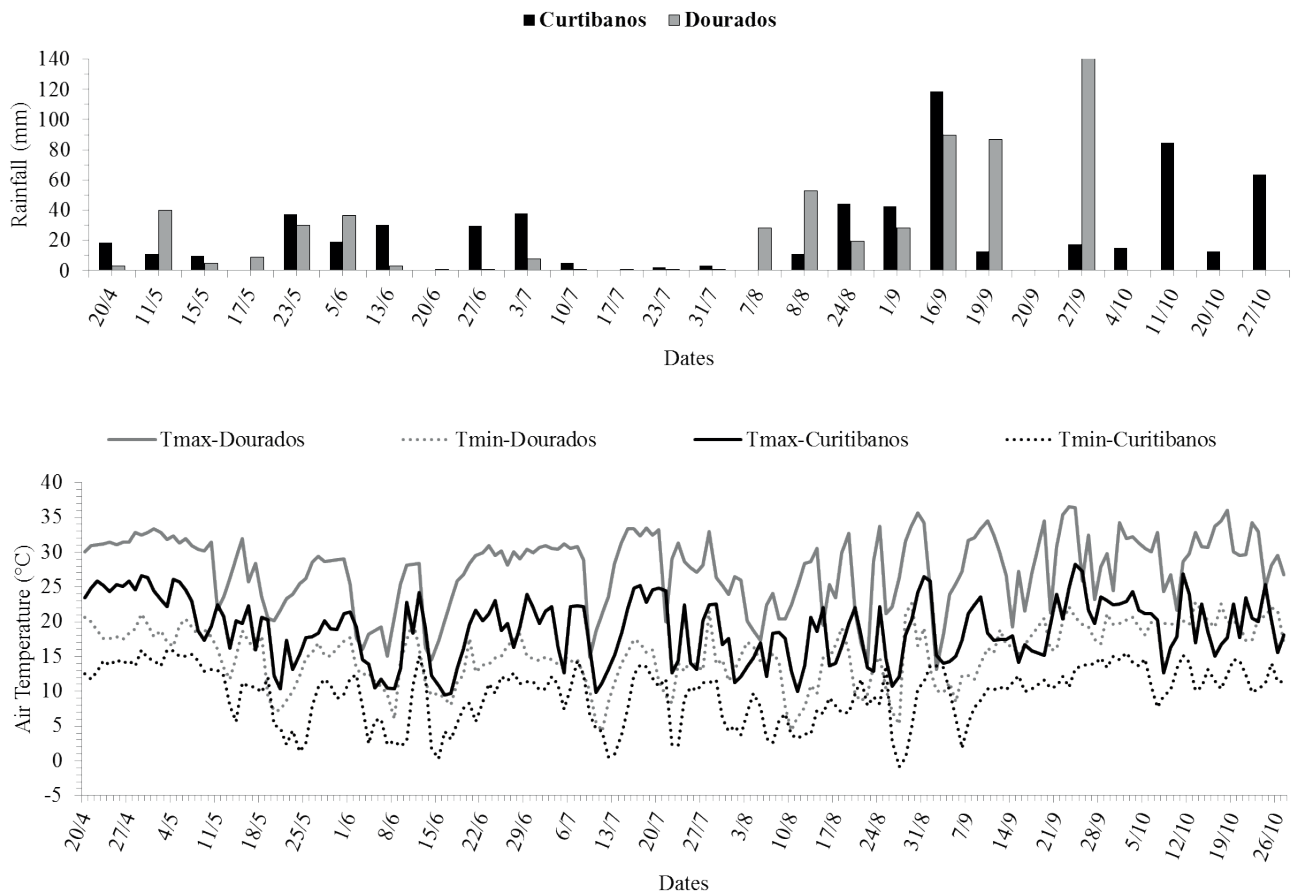 Curtibanos Dourados
140
120
100
80
60
40
20
0
Rainfall (mm)
20/4 11/5 15/5 17/5 23/5 5/6 13/6 20/6 27/6 3/7 10/7 17/7 23/7 31/7 7/8 8/8 24/8 1/9 16/9 19/9 20/9 27/9 4/10 11/10 20/10 27/10
Dates
Tmax-Dourados Tmin-Dourados Tmax-Curitibanos Tmin-Curitibanos
40
35
30
25
20
15
10
5
0
-5
Air Temperature (°C)
20/4 27/4 4/5 11/5 18/5 25/5 1/6 8/6 15/6 22/6 29/6 6/7 13/7 20/7 27/7 3/8 10/8 17/8 24/8 31/8 7/9 14/9 21/9 28/9 5/10 12/10 19/10 26/10
Dates